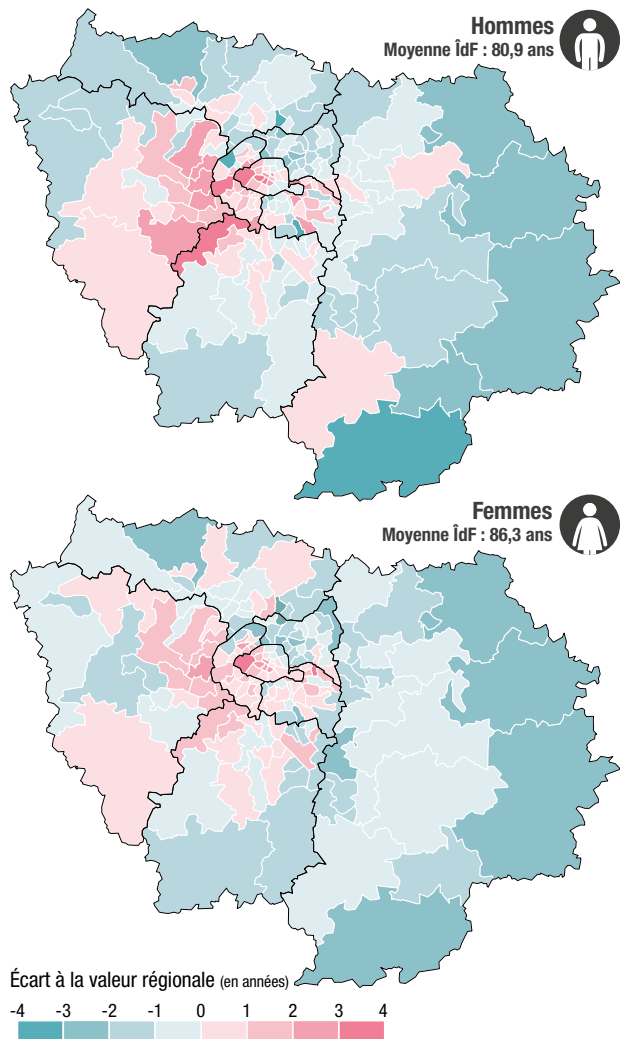 Hommes
Moyenne ÎdF : 80,9 ans
Femmes
Moyenne ÎdF : 86,3 ans
Écart à la valeur régionale (en années)
-4 -3 -2 -1 0 1 2 3 4